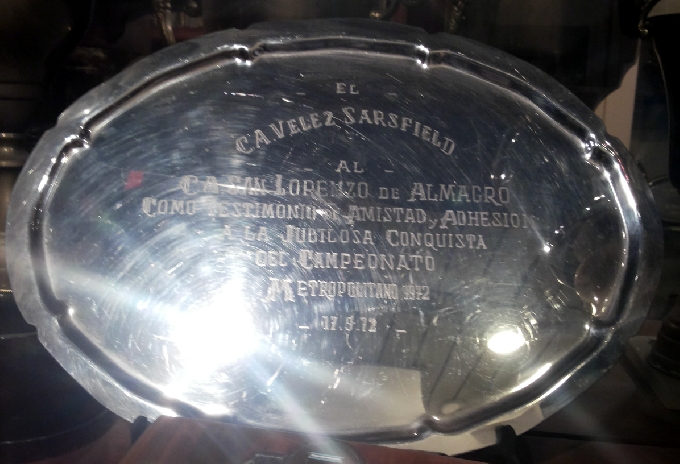 EL
C.A. VELEZ SARSFIELD
AL
C.A. SAN LORENZO DE ALMAGRO
COMO TESTIMONIO DE AMISTAD Y ADHESION
A LA JUBILOSA CONQUISTA
DEL CAMPEONATO
METROPOLITANO 1972